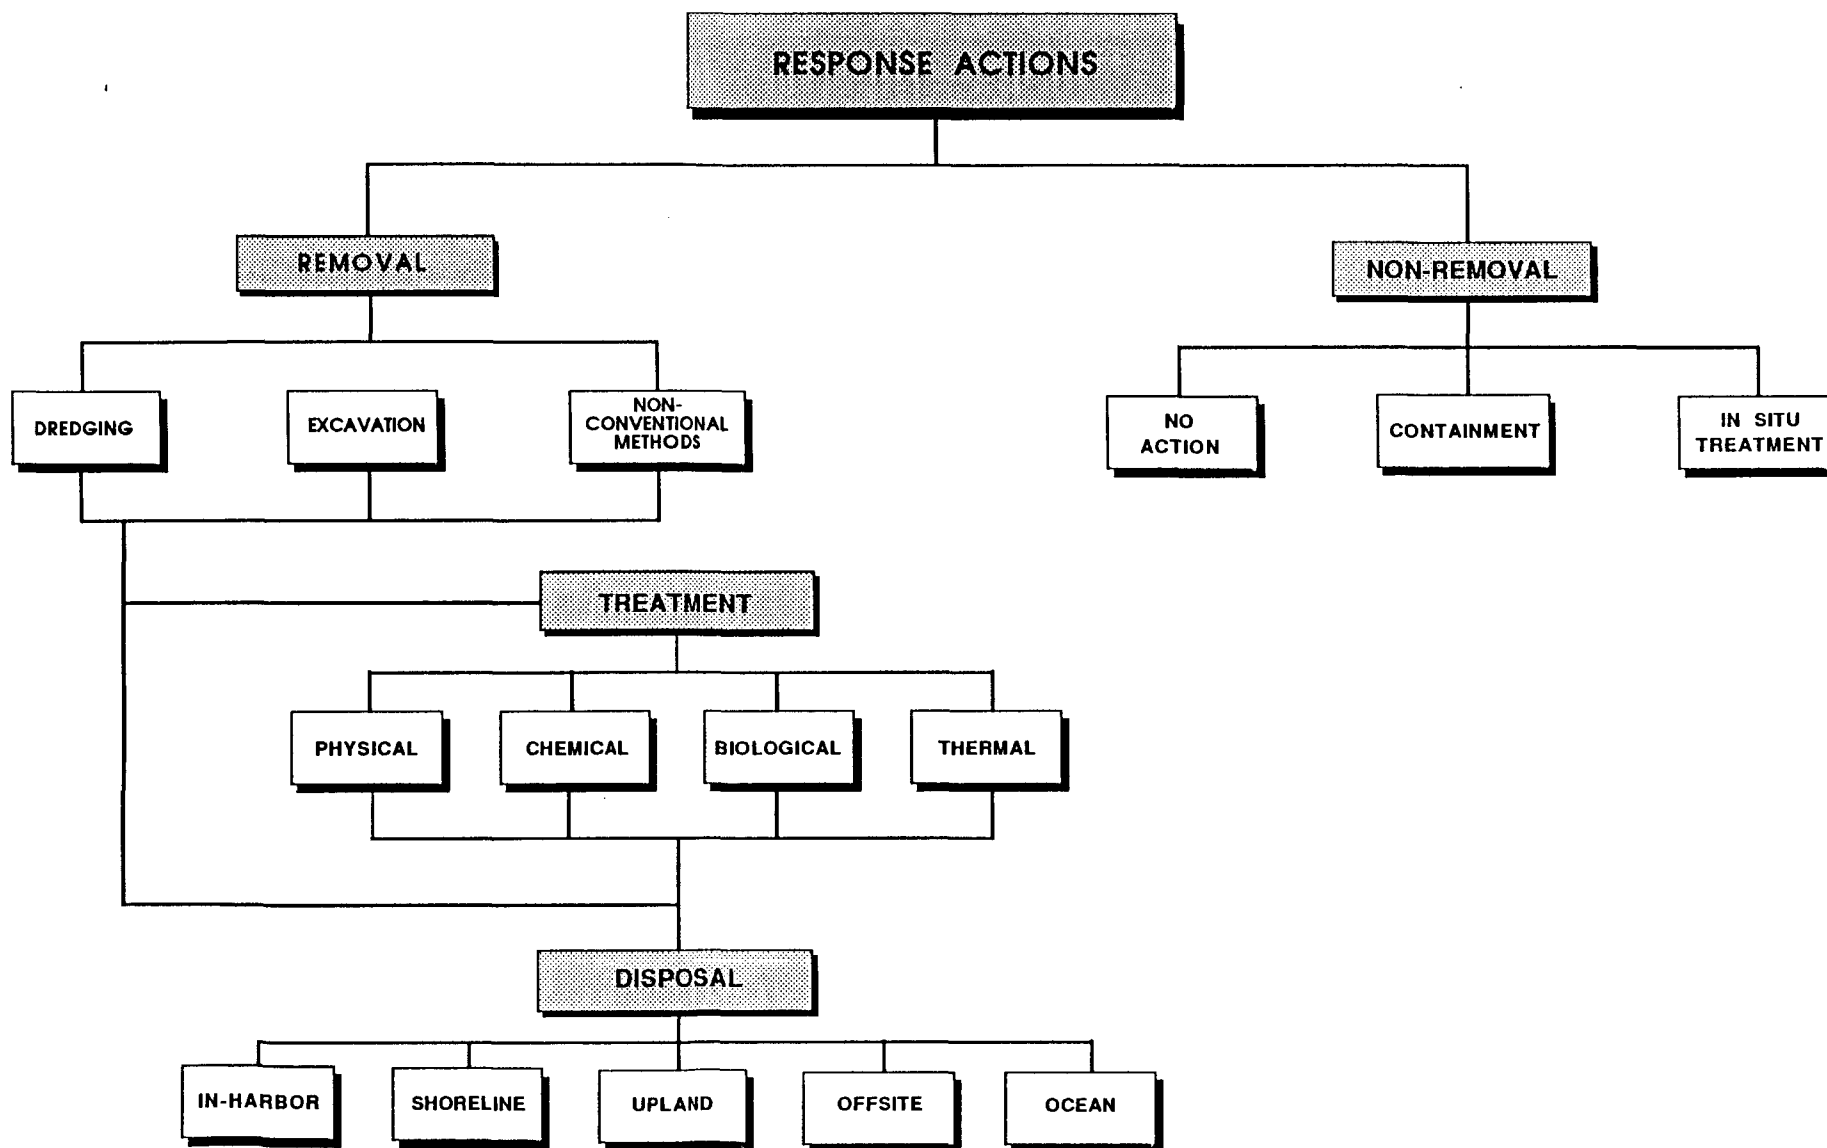 RESPONSE ACTIONS
REMOVAL
NON-REMOVAL
DREDGING
EXCAVATION
NON-
CONVENTIONAL
METHODS
NO
ACTION
CONTAINMENT
IN SITU
TREATMENT
TREATMENT
PHYSICAL
CHEMICAL
BIOLOGICAL
THERMAL
DISPOSAL
IN-HARBOR
SHORELINE
UPLAND
OFFSITE
OCEAN